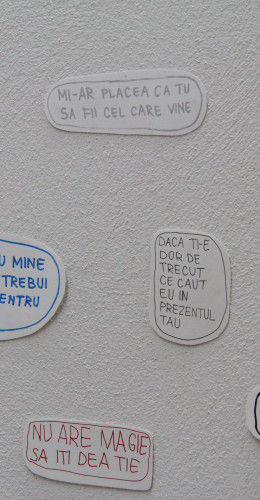 MI-AR PLACEA CA TU
SA FII CEL CARE VINE
U MINE
TREBUI
ENTRU
DACA TI-E
DOR DE
TRECUT
CE CAUT
EU IN
PREZENTUL
TAU
NU ARE MAGIE
SA ITI DEA TIE